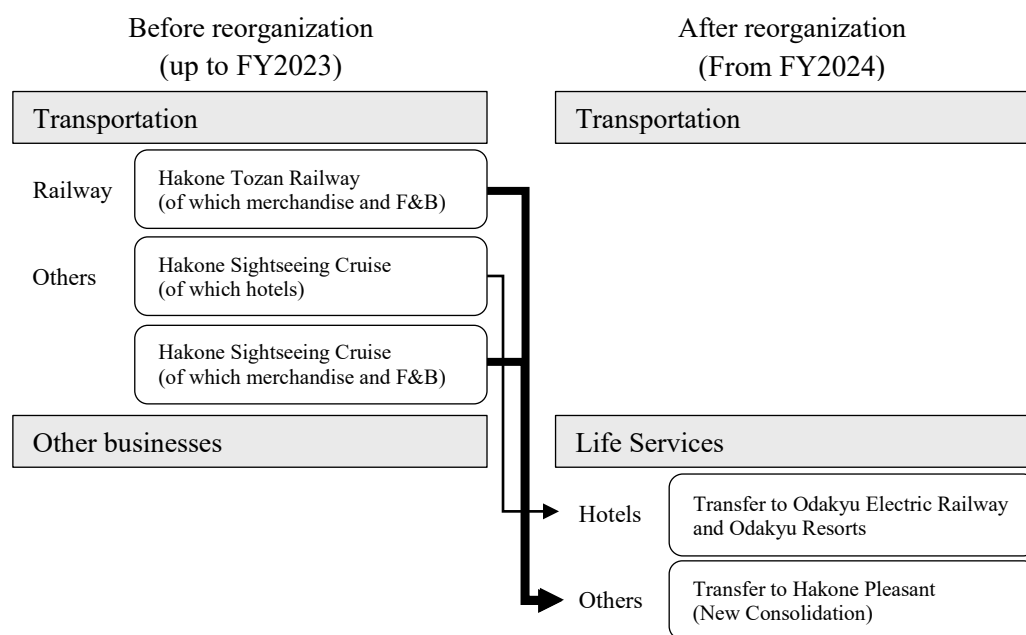 Before reorganization
(up to FY2023)
After reorganization
(From FY2024)
Transportation
Transportation
Railway
Hakone Tozan Railway
(of which merchandise and F&B)
Others
Hakone Sightseeing Cruise
(of which hotels)
Hakone Sightseeing Cruise
(of which merchandise and F&B)
Other businesses
Life Services
Hotels
Transfer to Odakyu Electric Railway
and Odakyu Resorts
Others
Transfer to Hakone Pleasant
(New Consolidation)